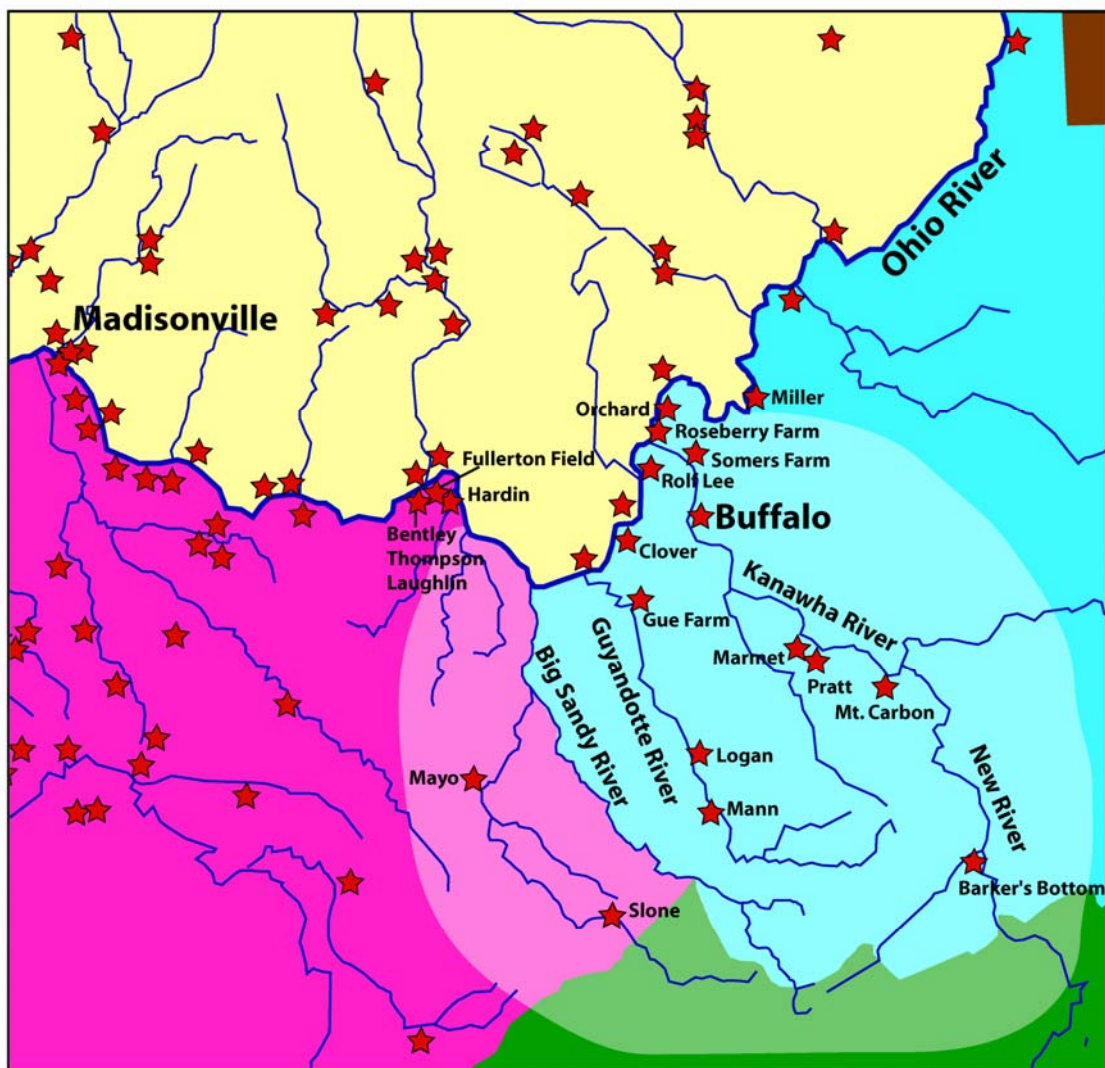 Ohio River
Madisonville
Miller
Orchard
Roseberry Farm
Somers Farm
Fullerton Field
Rolf Lee
Hardin
Buffalo
Bentley
Thompson
Laughlin
Clover
Kanawha River
Gue Farm
Guyandotte River
Big Sandy River
Marmet
Pratt
Mt. Carbon
New River
Logan
Mayo
Mann
Barker's Bottom
Slone